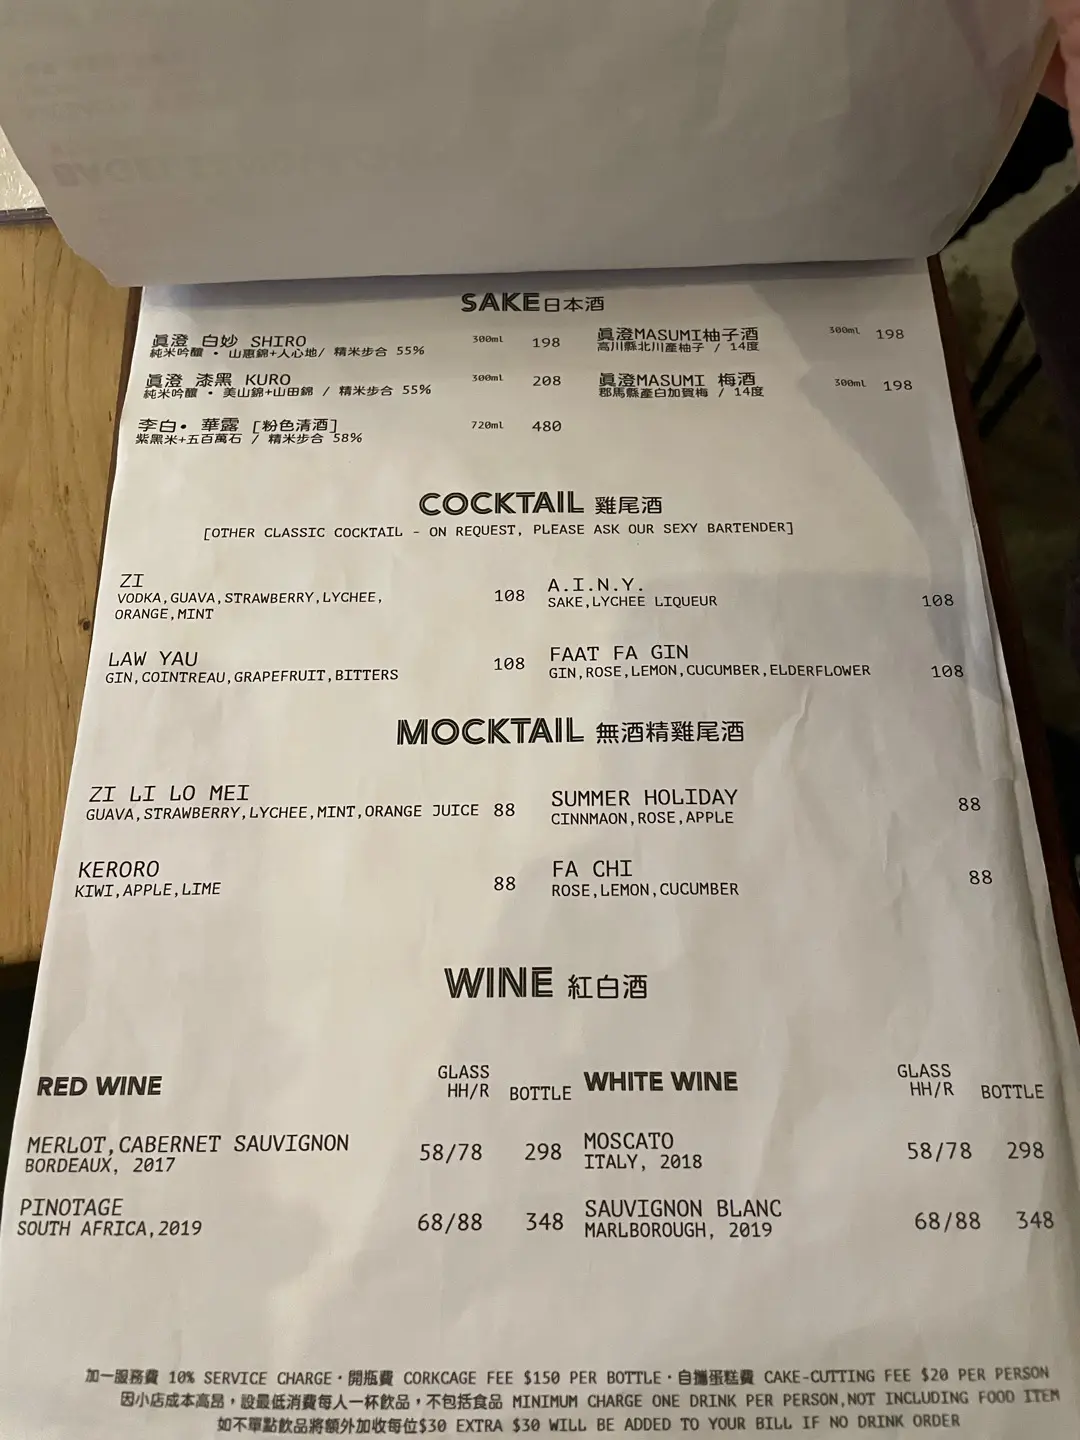 SAKE日本酒
眞澄 白妙 SHIRO 300ml 198
純米吟釀 • 山惠錦+人心地/ 精米步合 55%
眞澄MASUMI柚子酒 300ml 198
高川縣北川產柚子 / 14度
眞澄 漆黑 KURO 300ml 208
純米吟釀 • 美山錦+山田錦 / 精米步合 55%
眞澄MASUMI 梅酒 300ml 198
郡馬縣產白加賀梅 / 14度
李白• 華露 [粉色清酒] 720ml 480
紫黑米+五百萬石 / 精米步合 58%
COCKTAIL 雞尾酒
[OTHER CLASSIC COCKTAIL - ON REQUEST, PLEASE ASK OUR SEXY BARTENDER]
ZI
VODKA,GUAVA,STRAWBERRY,LYCHEE, 108
ORANGE,MINT
A.I.N.Y.
SAKE,LYCHEE LIQUEUR 108
LAW YAU 108
GIN,COINTREAU,GRAPEFRUIT,BITTERS
FAAT FA GIN
GIN,ROSE,LEMON,CUCUMBER,ELDERFLOWER 108
MOCKTAIL 無酒精雞尾酒
ZI LI LO MEI
GUAVA,STRAWBERRY,LYCHEE,MINT,ORANGE JUICE 88
SUMMER HOLIDAY 88
CINNMAON,ROSE,APPLE
KERORO
KIWI,APPLE,LIME 88
FA CHI 88
ROSE,LEMON,CUCUMBER
WINE 紅白酒
RED WINE GLASS HH/R BOTTLE
MERLOT,CABERNET SAUVIGNON 58/78 298
BORDEAUX, 2017
PINOTAGE 68/88 348
SOUTH AFRICA,2019
WHITE WINE GLASS HH/R BOTTLE
MOSCATO 58/78 298
ITALY, 2018
SAUVIGNON BLANC 68/88 348
MARLBOROUGH, 2019
加一服務費 10% SERVICE CHARGE・開瓶費 CORKCAGE FEE $150 PER BOTTLE・自攜蛋糕費 CAKE-CUTTING FEE $20 PER PERSON
因小店成本高昂，設最低消費每人一杯飲品，不包括食品 MINIMUM CHARGE ONE DRINK PER PERSON,NOT INCLUDING FOOD ITEM
如不單點飲品將額外加收每位$30 EXTRA $30 WILL BE ADDED TO YOUR BILL IF NO DRINK ORDER